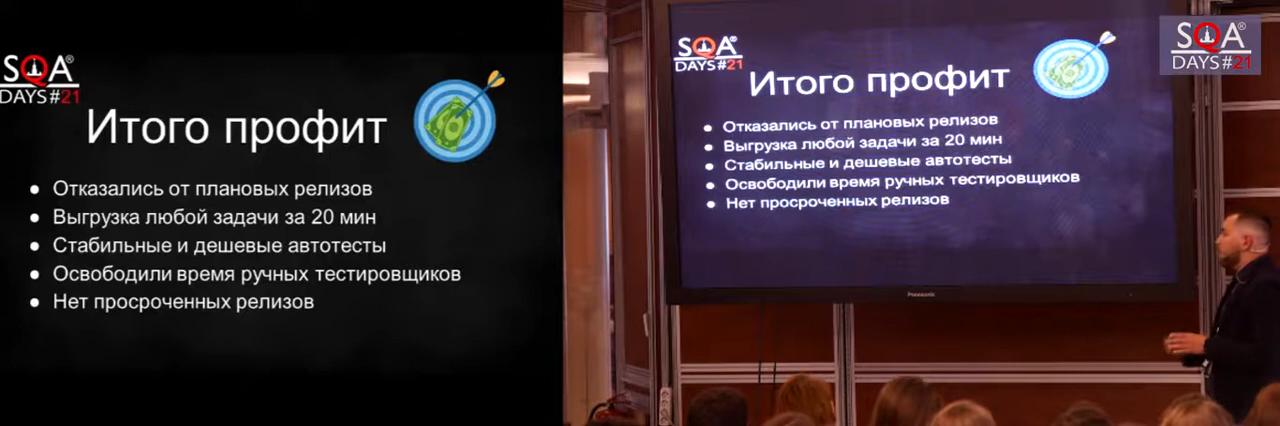 SQA®
DAYS#21
Итого профит
● Отказались от плановых релизов
● Выгрузка любой задачи за 20 мин
● Стабильные и дешевые автотесты
● Освободили время ручных тестировщиков
● Нет просроченных релизов
SQA®
DAYS#21
Итого профит
● Отказались от плановых релизов
● Выгрузка любой задачи за 20 мин
● Стабильные и дешевые автотесты
● Освободили время ручных тестировщиков
● Нет просроченных релизов
Panasonic
SQA®
DAYS#21